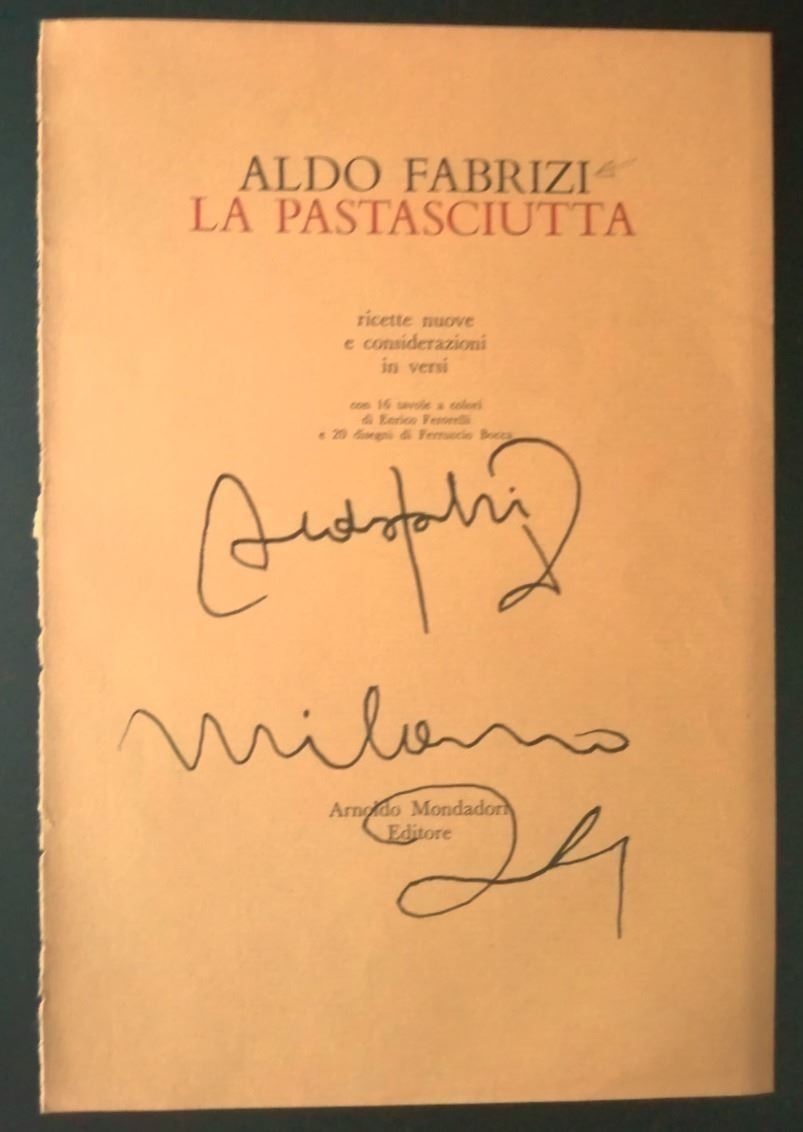 ALDO FABRIZI
LA PASTASCIUTTA
ricette nuove
e considerazioni
in versi
con 16 tavole a colori
di Enrico Ferorelli
e 20 disegni di Ferruccio Bocca
Aldo Fabrizi
Milano
Arnoldo Mondadori
Editore